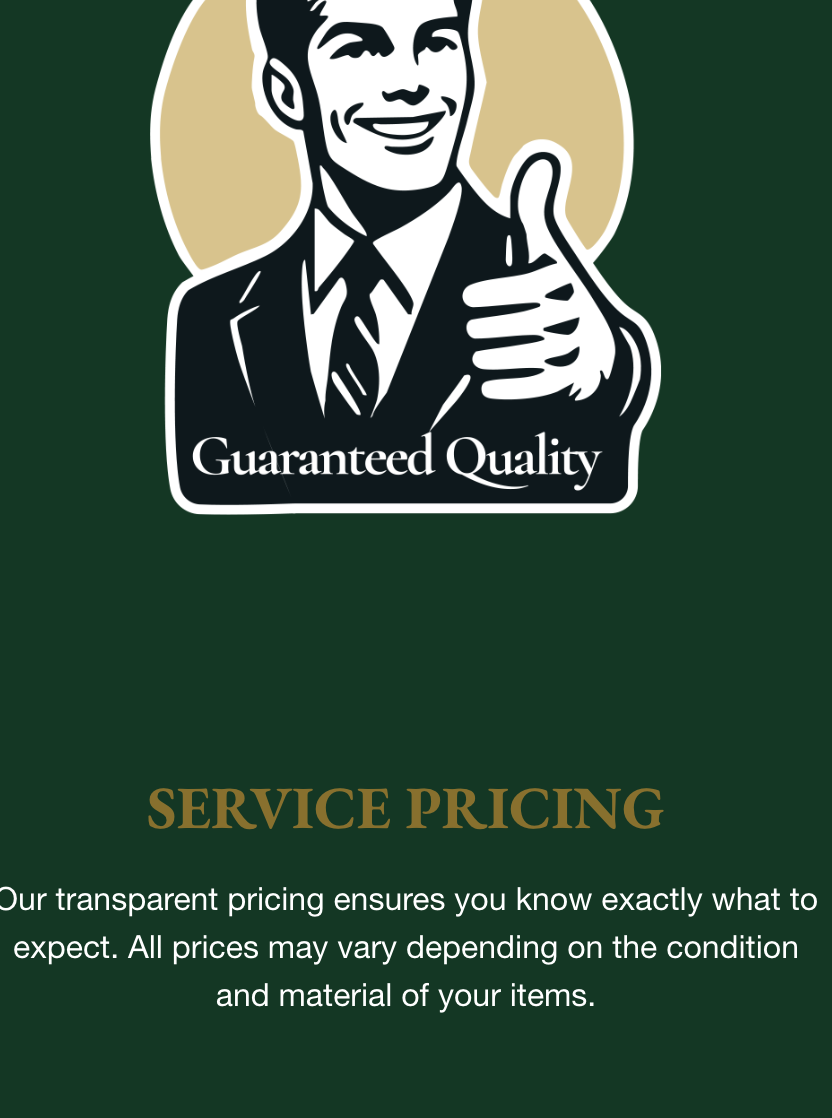 Guaranteed Quality
SERVICE PRICING
Our transparent pricing ensures you know exactly what to
expect. All prices may vary depending on the condition
and material of your items.